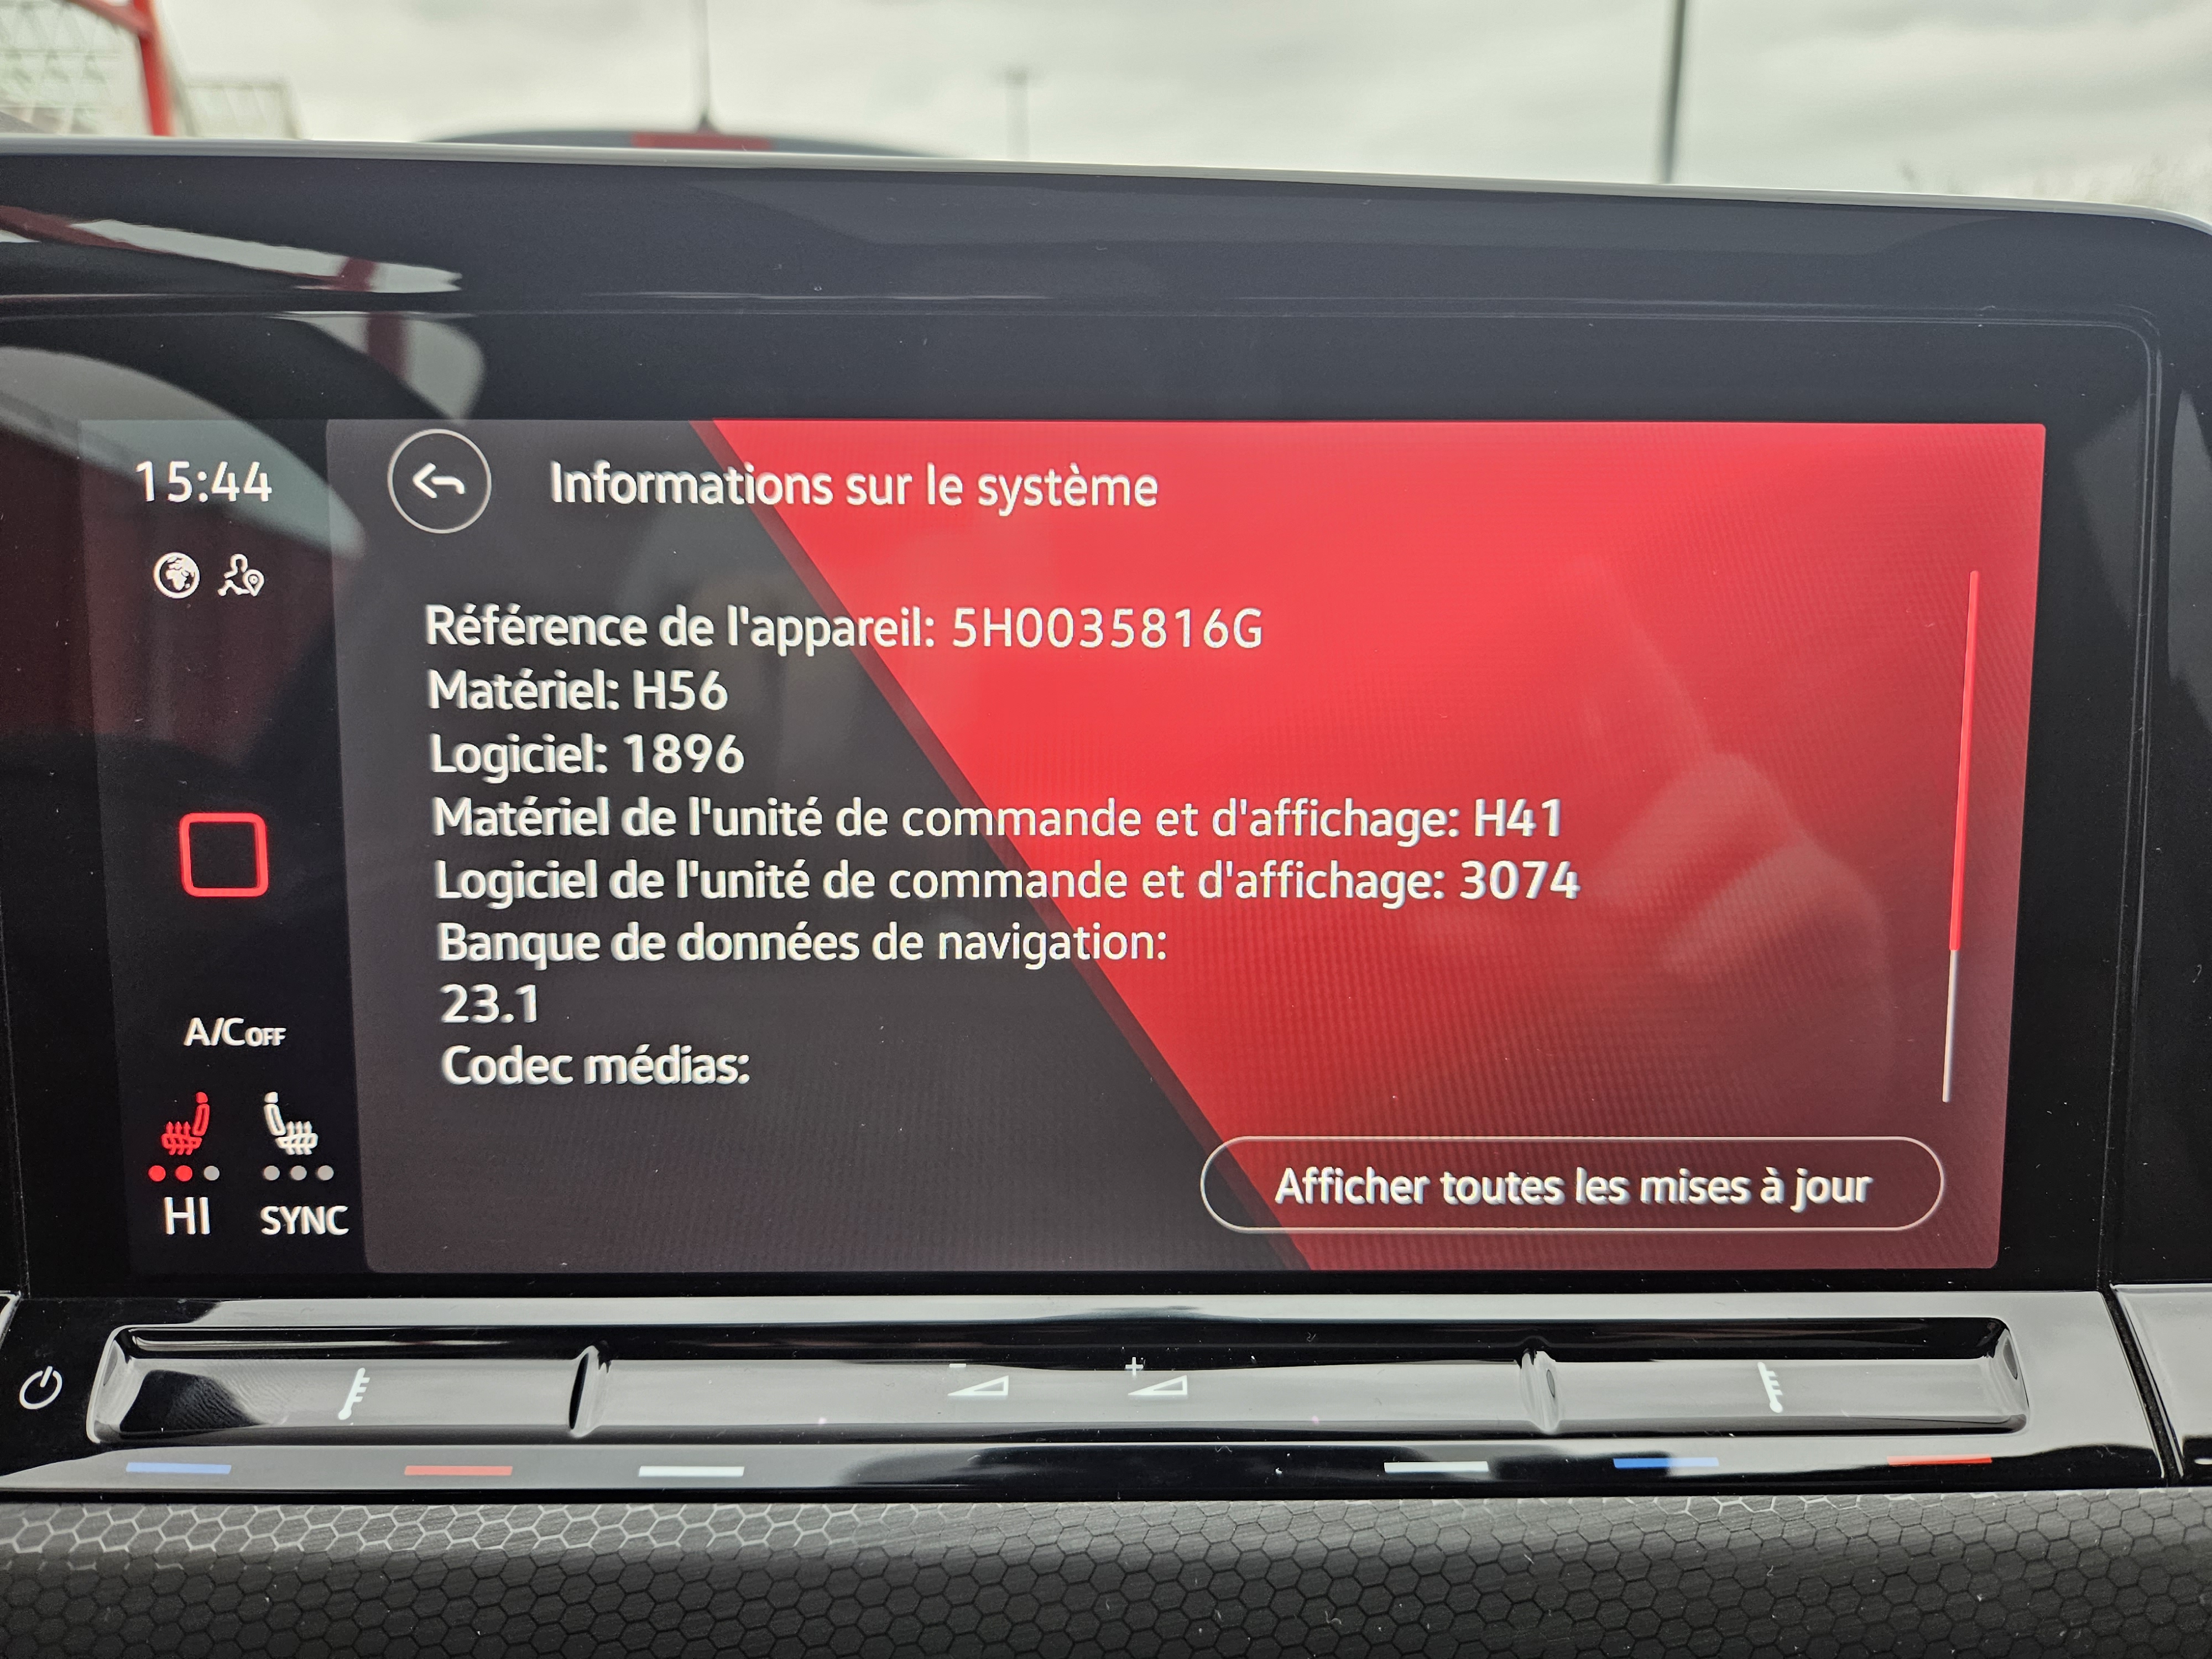 15:44
Informations sur le système
Référence de l'appareil: 5H0035816G
Matériel: H56
Logiciel: 1896
Matériel de l'unité de commande et d'affichage: H41
Logiciel de l'unité de commande et d'affichage: 3074
Banque de données de navigation:
23.1
Codec médias:
Afficher toutes les mises à jour
A/C OFF
HI SYNC
- +